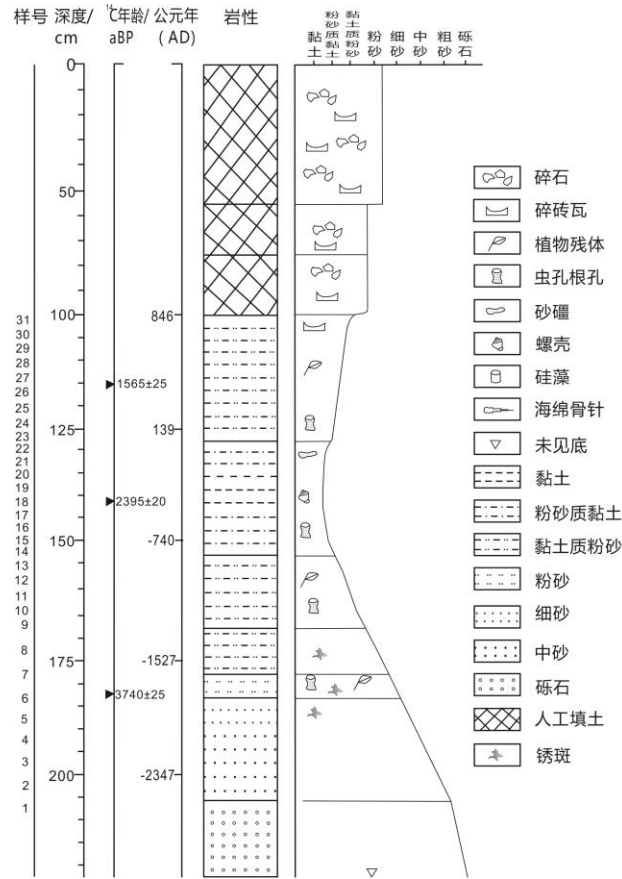 样号 深度/cm ¹⁴C年龄/aBP 公元年(AD) 岩性 黏土 粉砂质黏土 黏土质粉砂 粉砂 细砂 中砂 粗砂 砾石
0
50
31 100 846
30
29
28
27 1565±25
26
25
24 125 139
23
22
21
20
19
18 2395±20
17
16
15 150 -740
14
13
12
11
10
9
8 175 -1527
7
6 3740±25
5
4
3 200 -2347
2
1
碎石
碎砖瓦
植物残体
虫孔根孔
砂礓
螺壳
硅藻
海绵骨针
未见底
黏土
粉砂质黏土
黏土质粉砂
粉砂
细砂
中砂
砾石
人工填土
锈斑